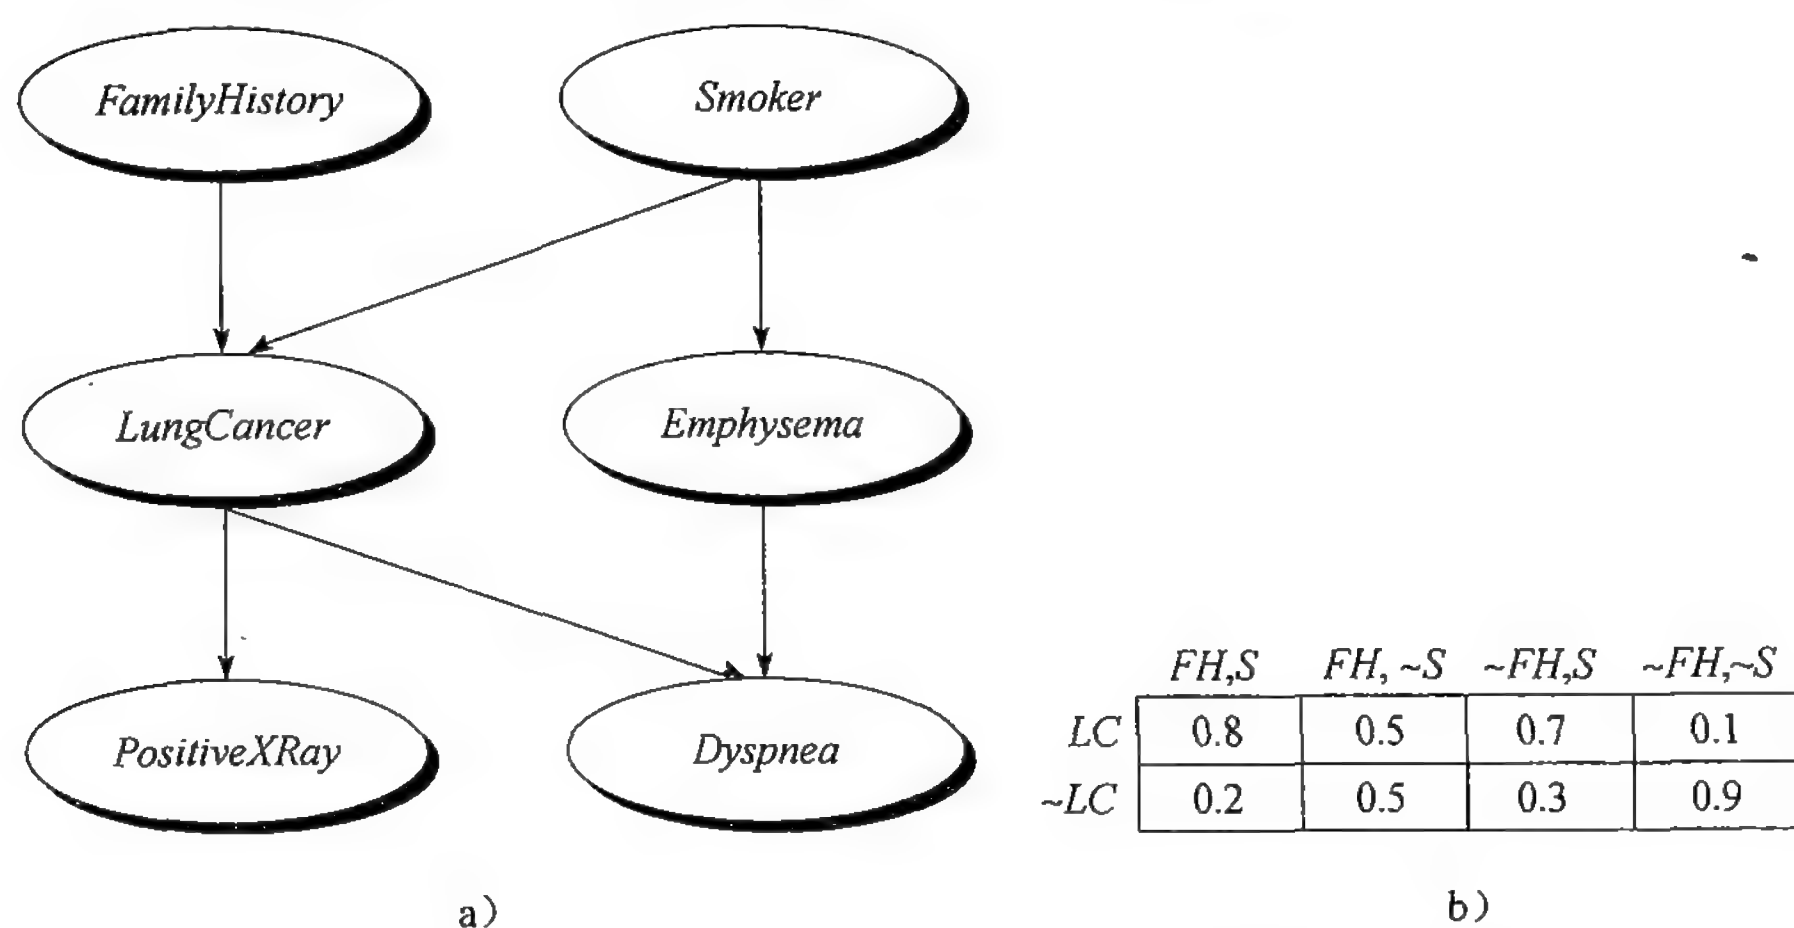 FamilyHistory Smoker
LungCancer Emphysema
PositiveXRay Dyspnea
a)
FH,S FH, ~S ~FH,S ~FH,~S
LC 0.8 0.5 0.7 0.1
~LC 0.2 0.5 0.3 0.9
b)